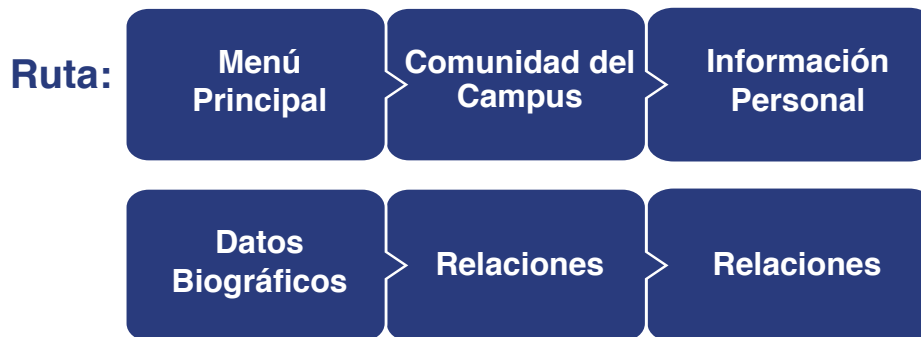 Ruta:
Menú
Principal
Comunidad del
Campus
Información
Personal
Datos
Biográficos
Relaciones
Relaciones